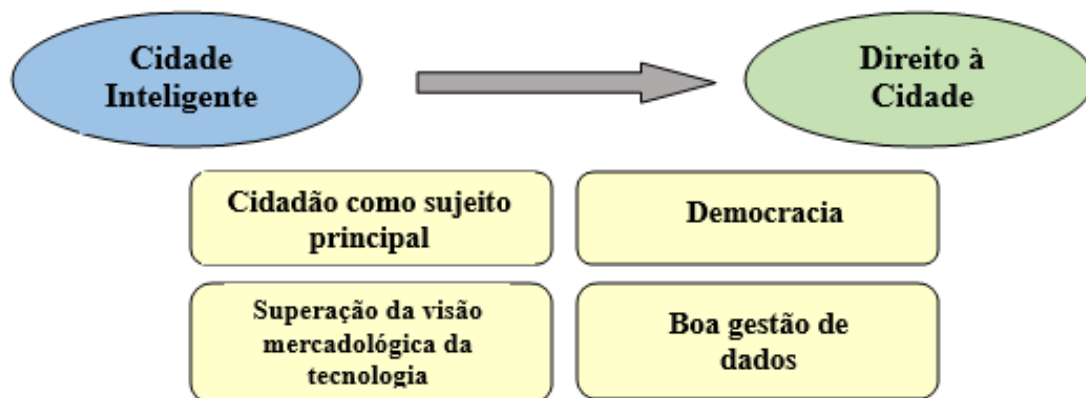 Cidade
Inteligente
Direito à
Cidade
Cidadão como sujeito
principal
Democracia
Superação da visão
mercadológica da
tecnologia
Boa gestão de
dados